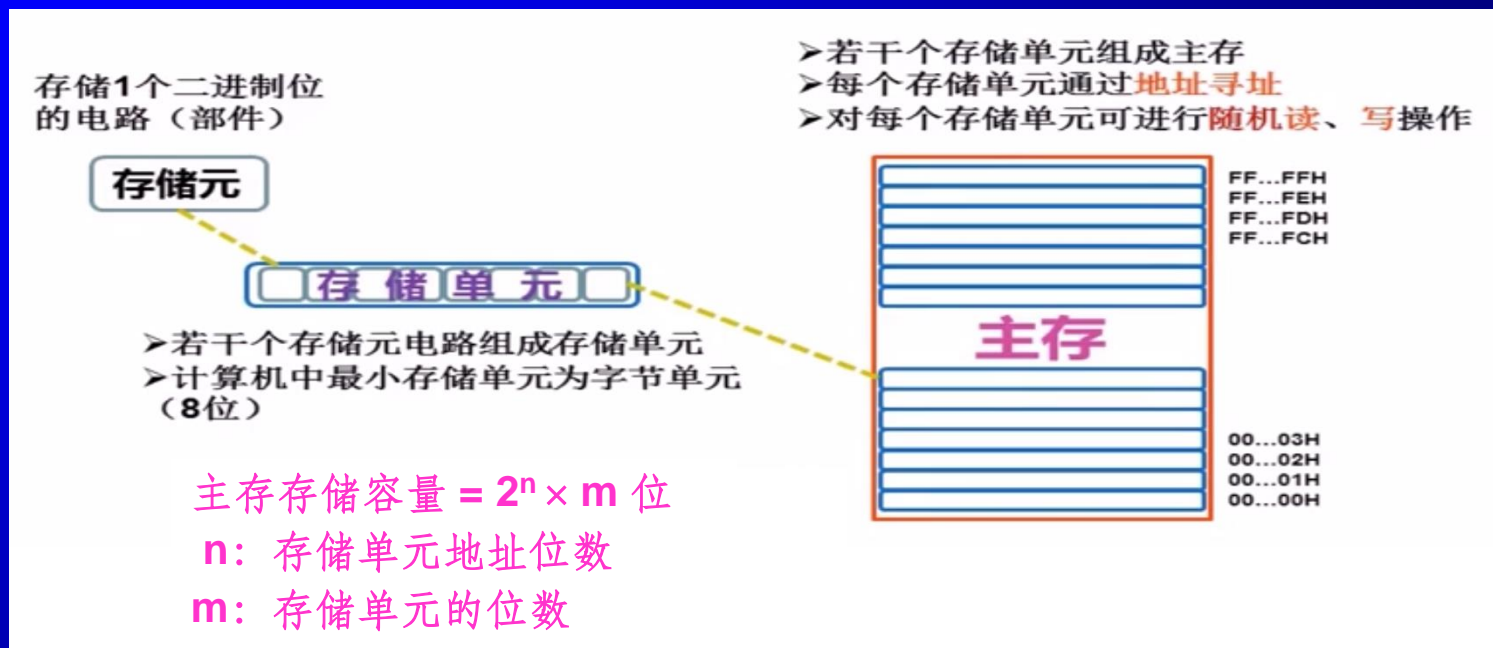 存储1个二进制位
的电路（部件）
存储元
存储单元
➢若干个存储元电路组成存储单元
➢计算机中最小存储单元为字节单元
（8位）
➢若干个存储单元组成主存
➢每个存储单元通过地址寻址
➢对每个存储单元可进行随机读、写操作
FF...FFH
FF...FEH
FF...FDH
FF...FCH
主存
00...03H
00...02H
00...01H
00...00H
主存存储容量 = 2ⁿ × m 位
n：存储单元地址位数
m：存储单元的位数